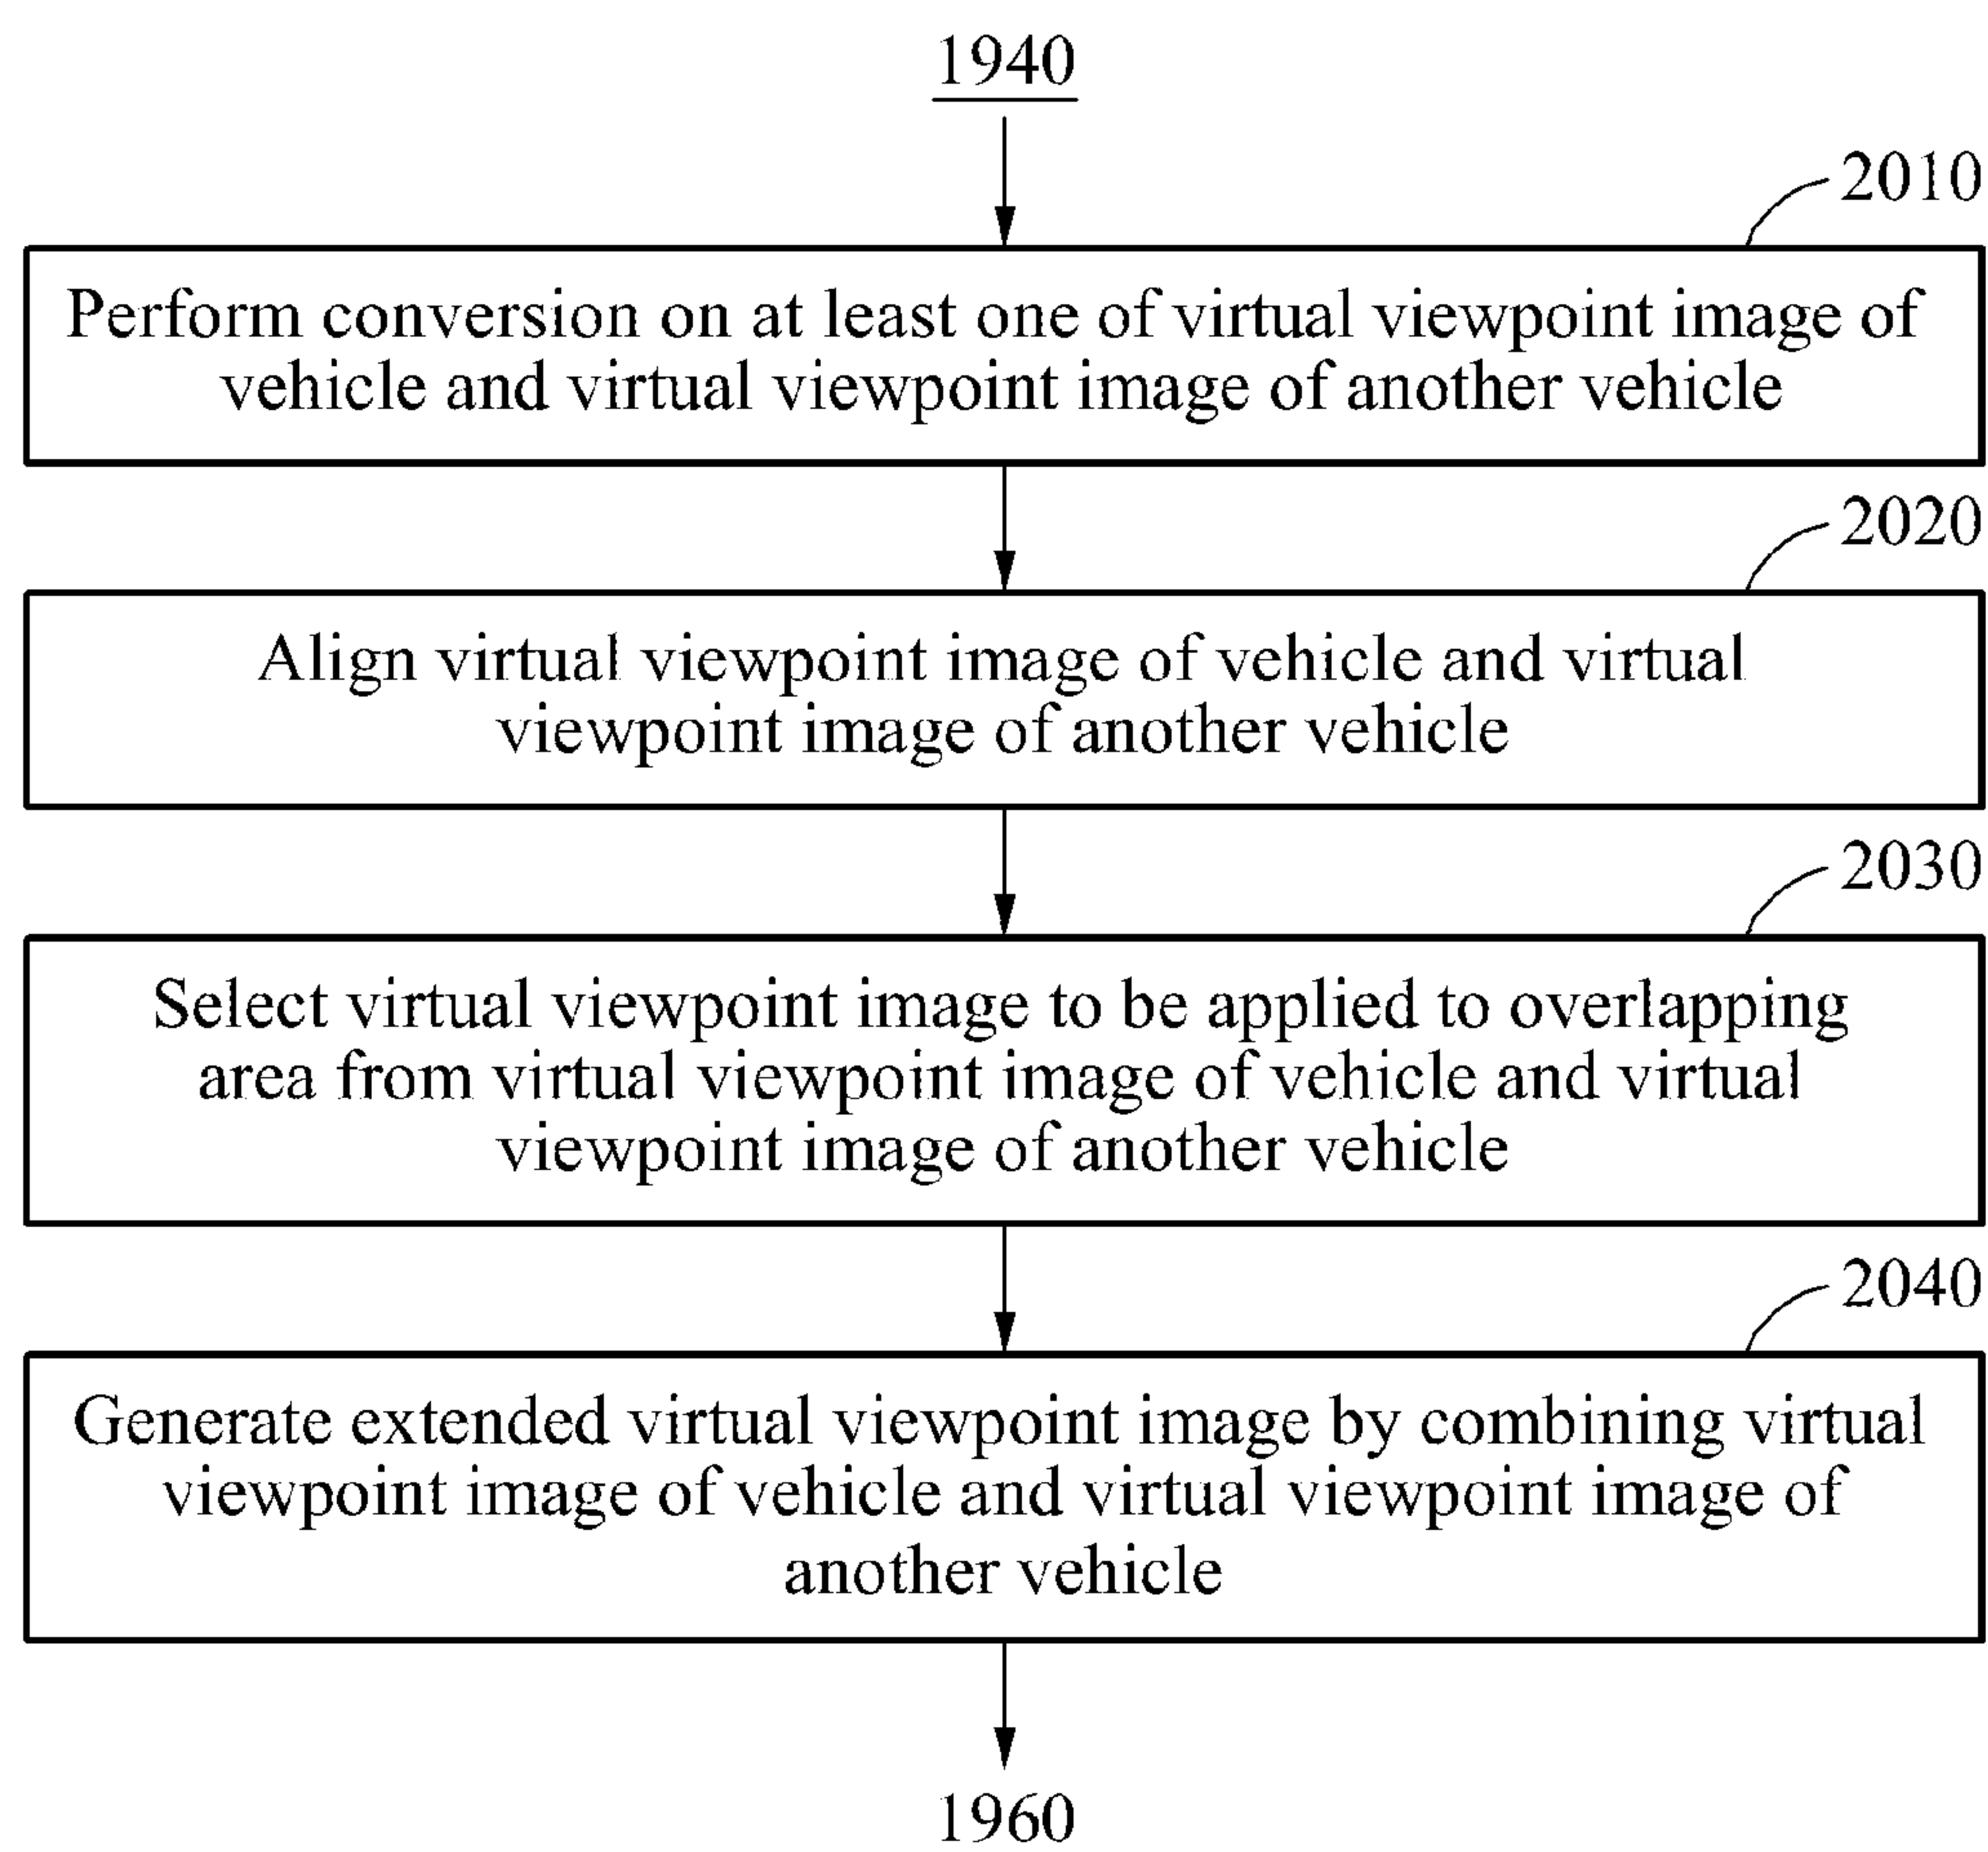 1940
2010
Perform conversion on at least one of virtual viewpoint image of
vehicle and virtual viewpoint image of another vehicle
2020
Align virtual viewpoint image of vehicle and virtual
viewpoint image of another vehicle
2030
Select virtual viewpoint image to be applied to overlapping
area from virtual viewpoint image of vehicle and virtual
viewpoint image of another vehicle
2040
Generate extended virtual viewpoint image by combining virtual
viewpoint image of vehicle and virtual viewpoint image of
another vehicle
1960